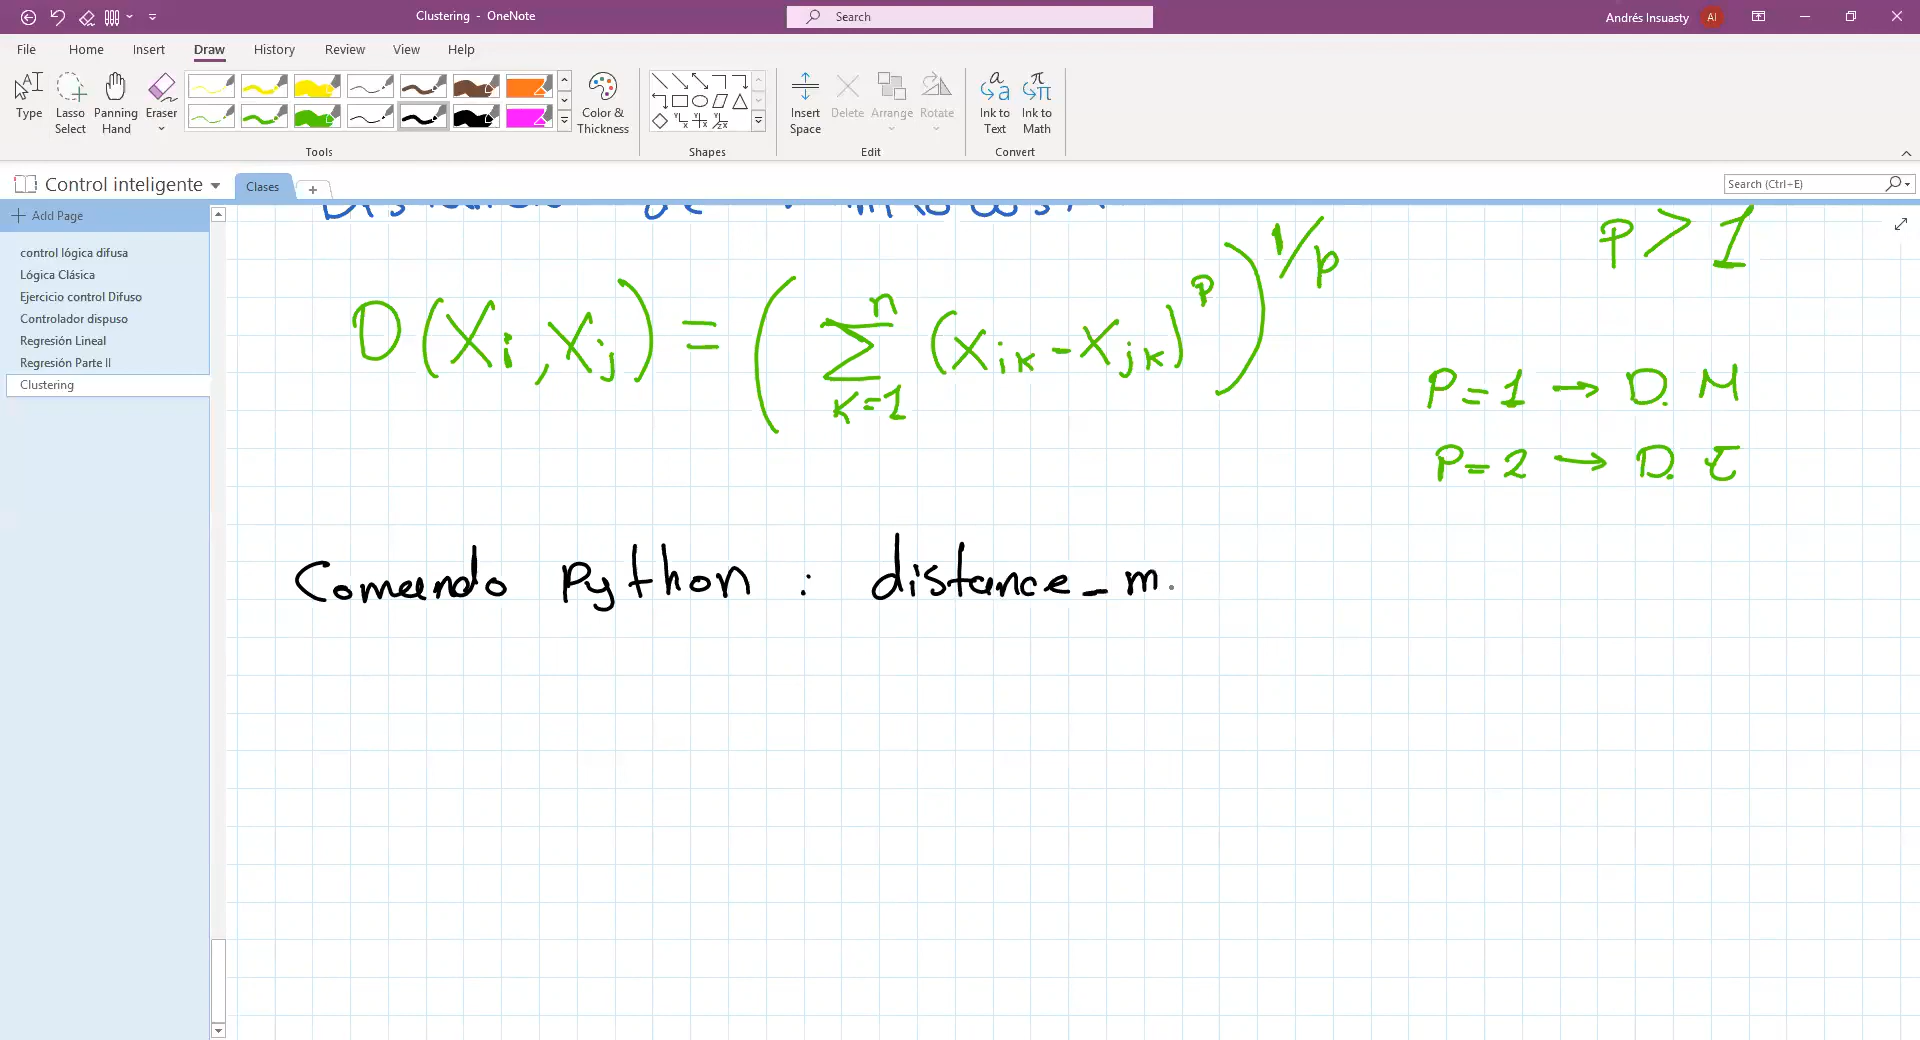 Clustering - OneNote
Search
Andrés Insuasty
AI
File Home Insert Draw History Review View Help
Type
Lasso Select
Panning Hand
Eraser
Color & Thickness
Insert Space
Delete
Arrange
Rotate
Ink to Text
Ink to Math
Tools
Shapes
Edit
Convert
Control inteligente
Clases
Search (Ctrl+E)
Add Page
control lógica difusa
Lógica Clásica
Ejercicio control Difuso
Controlador dispuso
Regresión Lineal
Regresión Parte II
Clustering
P > 1
D(Xi, Xj) = ( ∑ n k=1 (Xik - Xjk)^p )^1/p
P=1 → D. M
P=2 → D. E
Comando Python : distance_m